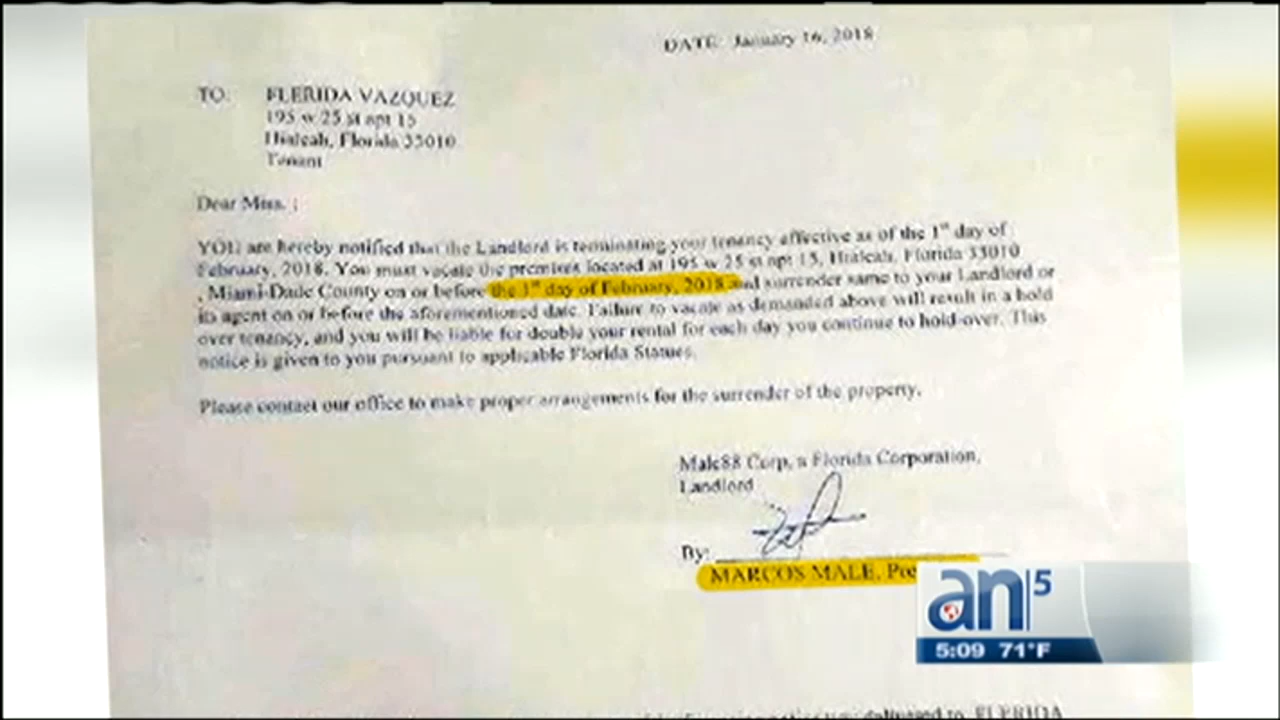 DATE: January 16, 2018
TO: FLERIDA VAZQUEZ
195 w 25 st apt 15
Hialeah, Florida 33010
Tenant
Dear Miss. :
YOU are hereby notified that the Landlord is terminating your tenancy effective as of the 1st day of
February, 2018. You must vacate the premises located at 195 w 25 st apt 15, Hialeah, Florida 33010
, Miami-Dade County on or before the 1st day of February, 2018 and surrender same to your Landlord or
its agent on or before the aforementioned date. Failure to vacate as demanded above will result in a hold
over tenancy, and you will be liable for double your rental for each day you continue to hold-over. This
notice is given to you pursuant to applicable Florida Statues.
Please contact our office to make proper arrangements for the surrender of the property.
Male88 Corp, a Florida Corporation,
Landlord
By:
MARCOS MALE, Pre
an 5
5:09 71°F
delivered to FLERIDA